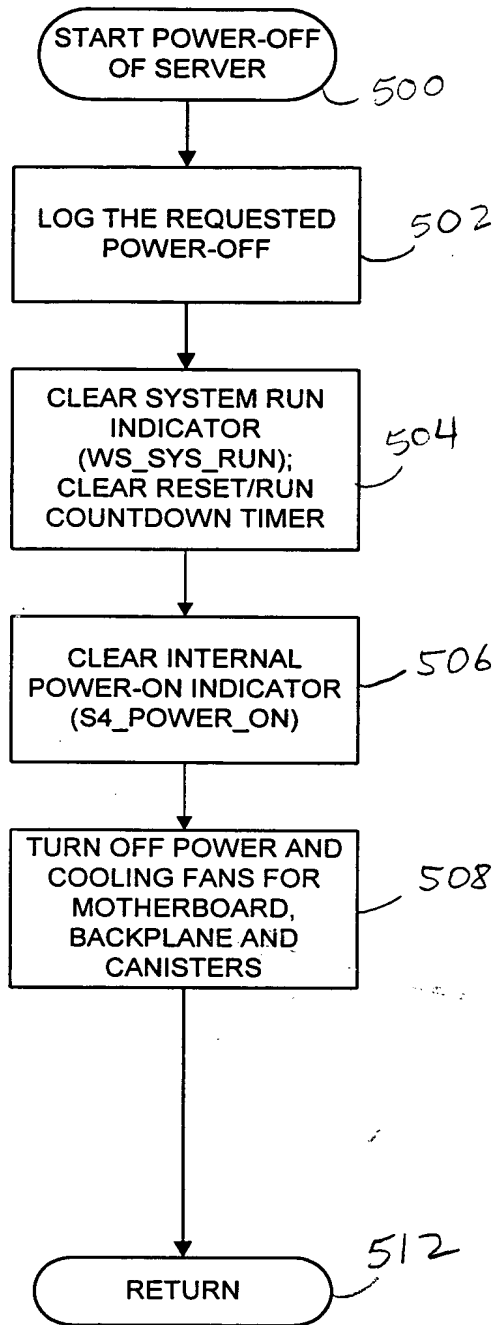 START POWER-OFF
OF SERVER
500
LOG THE REQUESTED
POWER-OFF
502
CLEAR SYSTEM RUN
INDICATOR
(WS_SYS_RUN);
CLEAR RESET/RUN
COUNTDOWN TIMER
504
CLEAR INTERNAL
POWER-ON INDICATOR
(S4_POWER_ON)
506
TURN OFF POWER AND
COOLING FANS FOR
MOTHERBOARD,
BACKPLANE AND
CANISTERS
508
RETURN
512